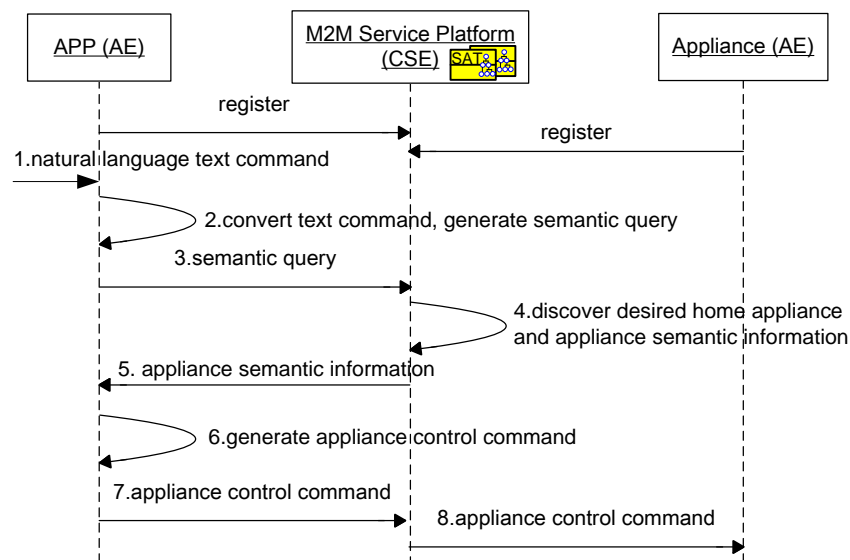 APP (AE)
M2M Service Platform
(CSE)
SAT
Appliance (AE)
register
register
1.natural language text command
2.convert text command, generate semantic query
3.semantic query
4.discover desired home appliance
and appliance semantic information
5. appliance semantic information
6.generate appliance control command
7.appliance control command
8.appliance control command